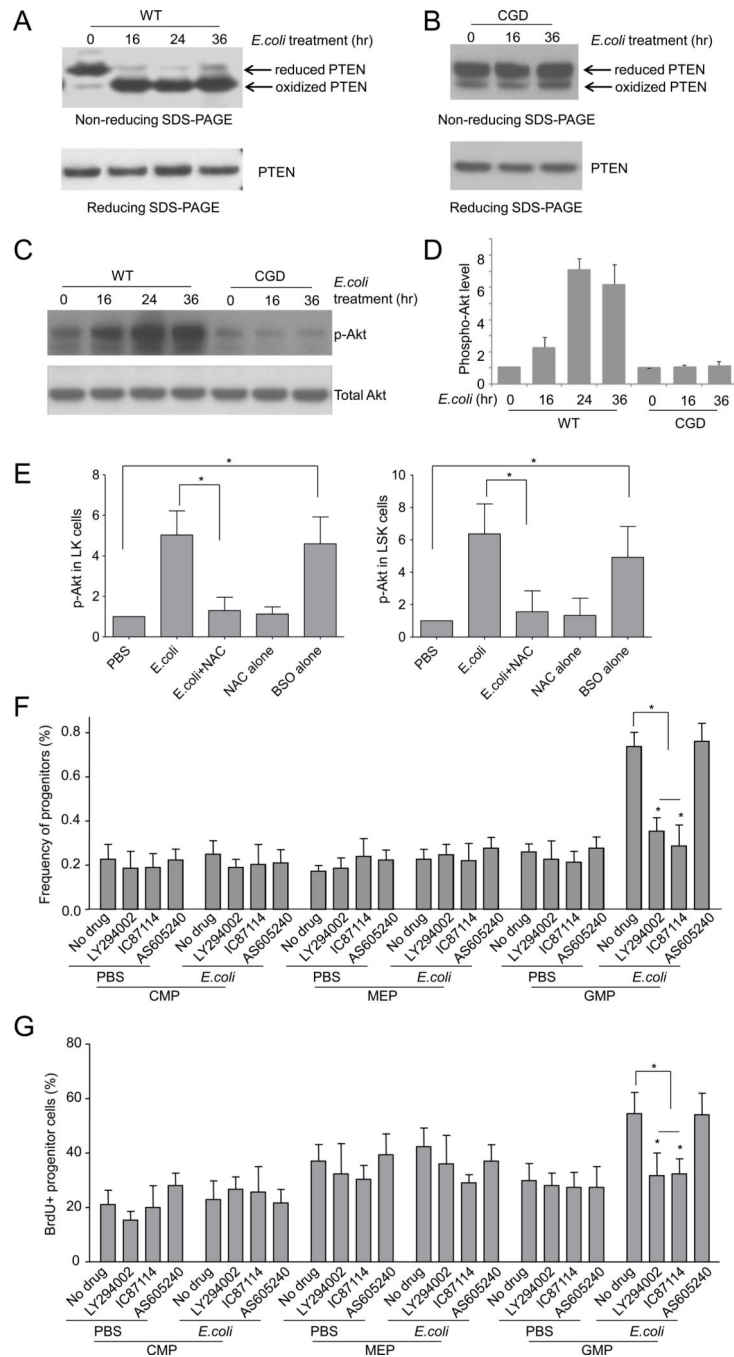 A
WT
0 16 24 36 E.coli treatment (hr)
reduced PTEN
oxidized PTEN
Non-reducing SDS-PAGE
PTEN
Reducing SDS-PAGE
B
CGD
0 16 36 E.coli treatment (hr)
reduced PTEN
oxidized PTEN
Non-reducing SDS-PAGE
PTEN
Reducing SDS-PAGE
C
WT CGD E.coli
0 16 24 36 0 16 36 treatment (hr)
p-Akt
Total Akt
D
Phospho-Akt level
8
6
4
2
0
E.coli (hr) 0 16 24 36 0 16 36
WT CGD
E
p-Akt in LK cells
8
6
4
2
0
* *
PBS E.coli E.coli+NAC NAC alone BSO alone
p-Akt in LSK cells
10
8
6
4
2
0
* *
PBS E.coli E.coli+NAC NAC alone BSO alone
F
Frequency of progenitors (%)
0.8
0.6
0.4
0.2
0.0
*
* *
No drug LY294002 IC87114 AS605240 No drug LY294002 IC87114 AS605240 No drug LY294002 IC87114 AS605240 No drug LY294002 IC87114 AS605240 No drug LY294002 IC87114 AS605240 No drug LY294002 IC87114 AS605240
PBS E.coli PBS E.coli PBS E.coli
CMP MEP GMP
G
BrdU+ progenitor cells (%)
80
60
40
20
0
*
* *
No drug LY294002 IC87114 AS605240 No drug LY294002 IC87114 AS605240 No drug LY294002 IC87114 AS605240 No drug LY294002 IC87114 AS605240 No drug LY294002 IC87114 AS605240 No drug LY294002 IC87114 AS605240
PBS E.coli PBS E.coli PBS E.coli
CMP MEP GMP